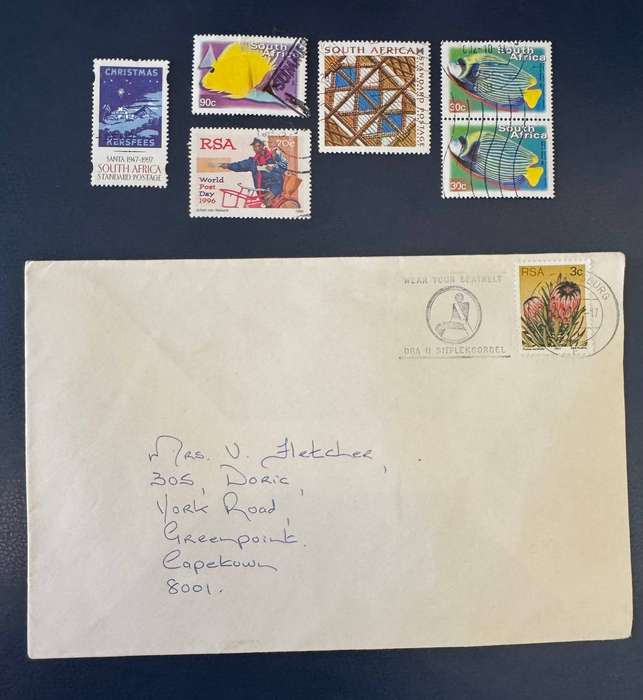 CHRISTMAS
KERSFEES
SANTA 1947-1997
SOUTH AFRICA
STANDARD POSTAGE
South
Africa
90c
SOUTH AFRICA
STANDARD POSTAGE
South
Africa
30c
South
Africa
30c
RSA
70c
World
Post
Day
1996
WEAR YOUR SEATBELT
DRA U SITPLEKGORDEL
RSA 3c
BURG
Mrs. V. Fletcher,
305, Doric,
York Road,
Greenpoint.
Capetown
8001.